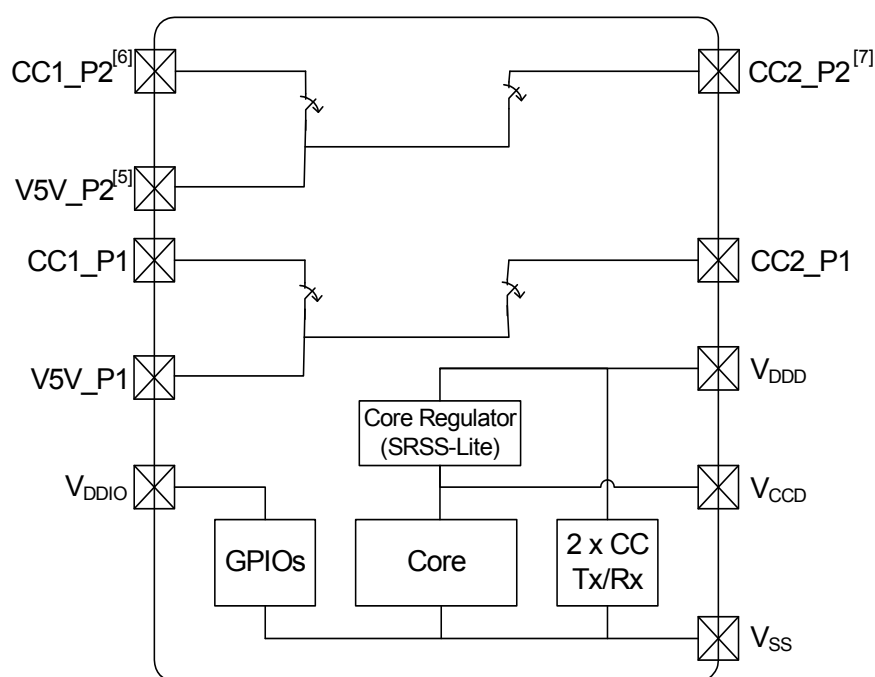 CC1_P2[6]
CC2_P2[7]
V5V_P2[5]
CC1_P1
CC2_P1
V5V_P1
VDDD
Core Regulator
(SRSS-Lite)
VDDIO
VCCD
GPIOs
Core
2 x CC
Tx/Rx
VSS